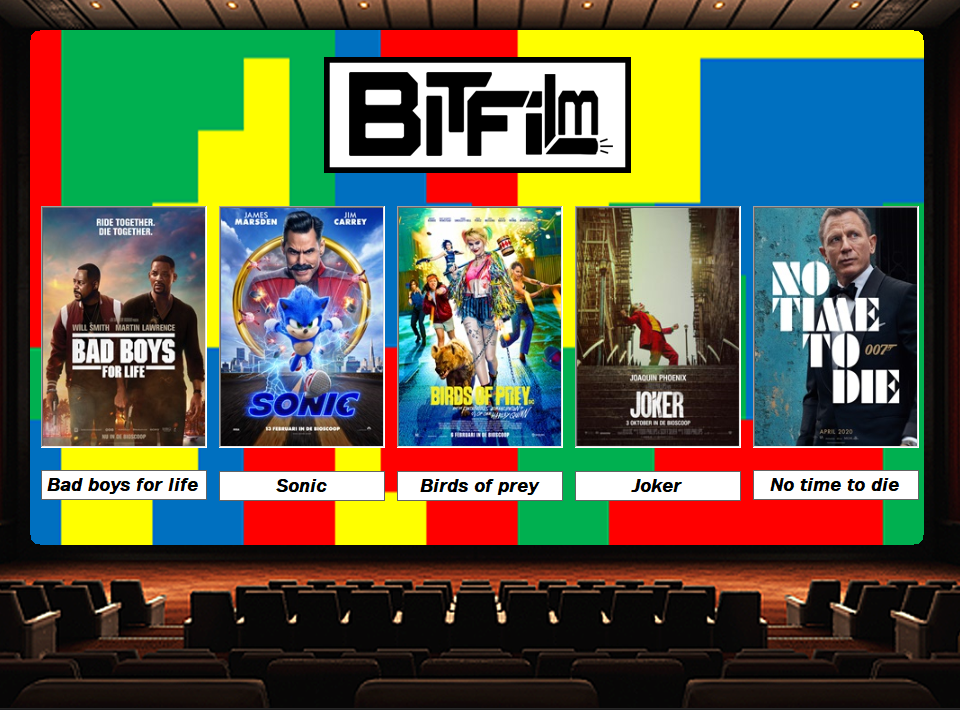 BiTFilm
RIDE TOGETHER.
DIE TOGETHER.
WILL SMITH MARTIN LAWRENCE
BAD BOYS
FOR LIFE
NU IN DE BIOSCOOP
JAMES MARSDEN
JIM CARREY
SONIC
13 FEBRUARI IN DE BIOSCOOP
BIRDS OF PREY
6 FEBRUARI IN DE BIOSCOOP
JOAQUIN PHOENIX
JOKER
3 OKTOBER IN DE BIOSCOOP
NO
TIME
TO
007
DIE
APRIL 2020
Bad boys for life
Sonic
Birds of prey
Joker
No time to die